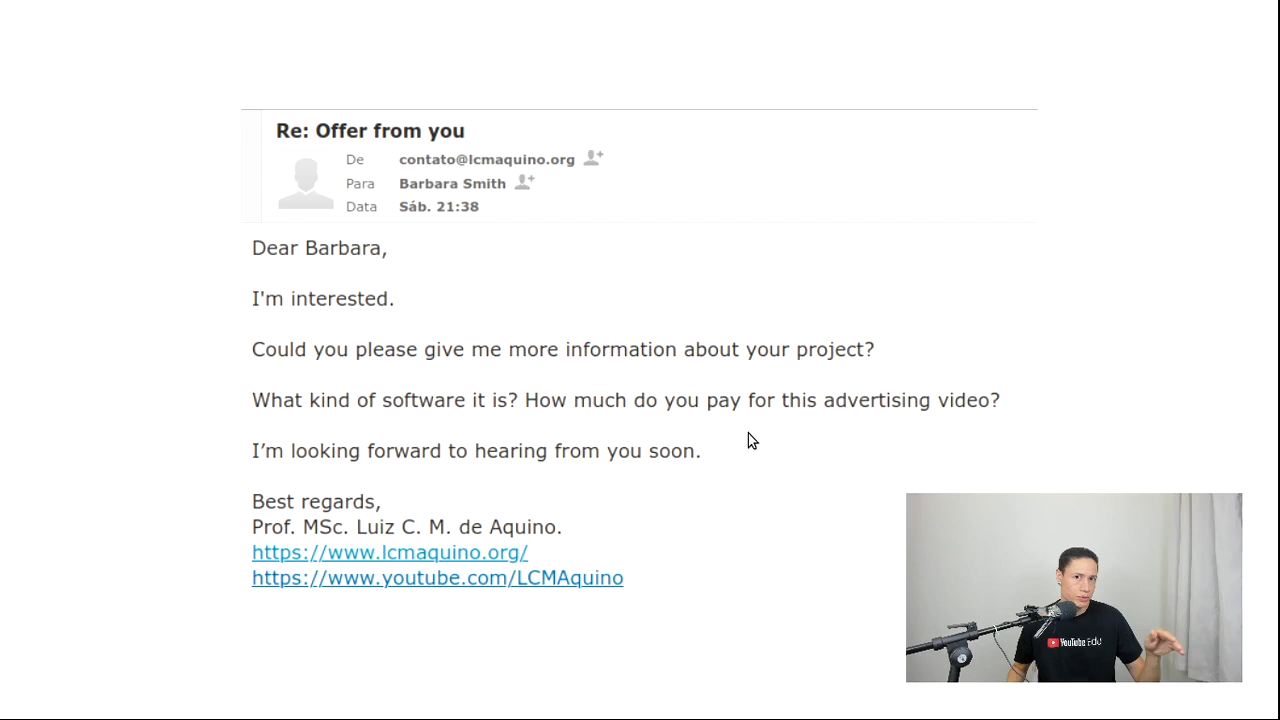 Re: Offer from you
De contato@lcmaquino.org
Para Barbara Smith
Data Sáb. 21:38
Dear Barbara,
I'm interested.
Could you please give me more information about your project?
What kind of software it is? How much do you pay for this advertising video?
I’m looking forward to hearing from you soon.
Best regards,
Prof. MSc. Luiz C. M. de Aquino.
https://www.lcmaquino.org/
https://www.youtube.com/LCMAquino
YouTube Edu